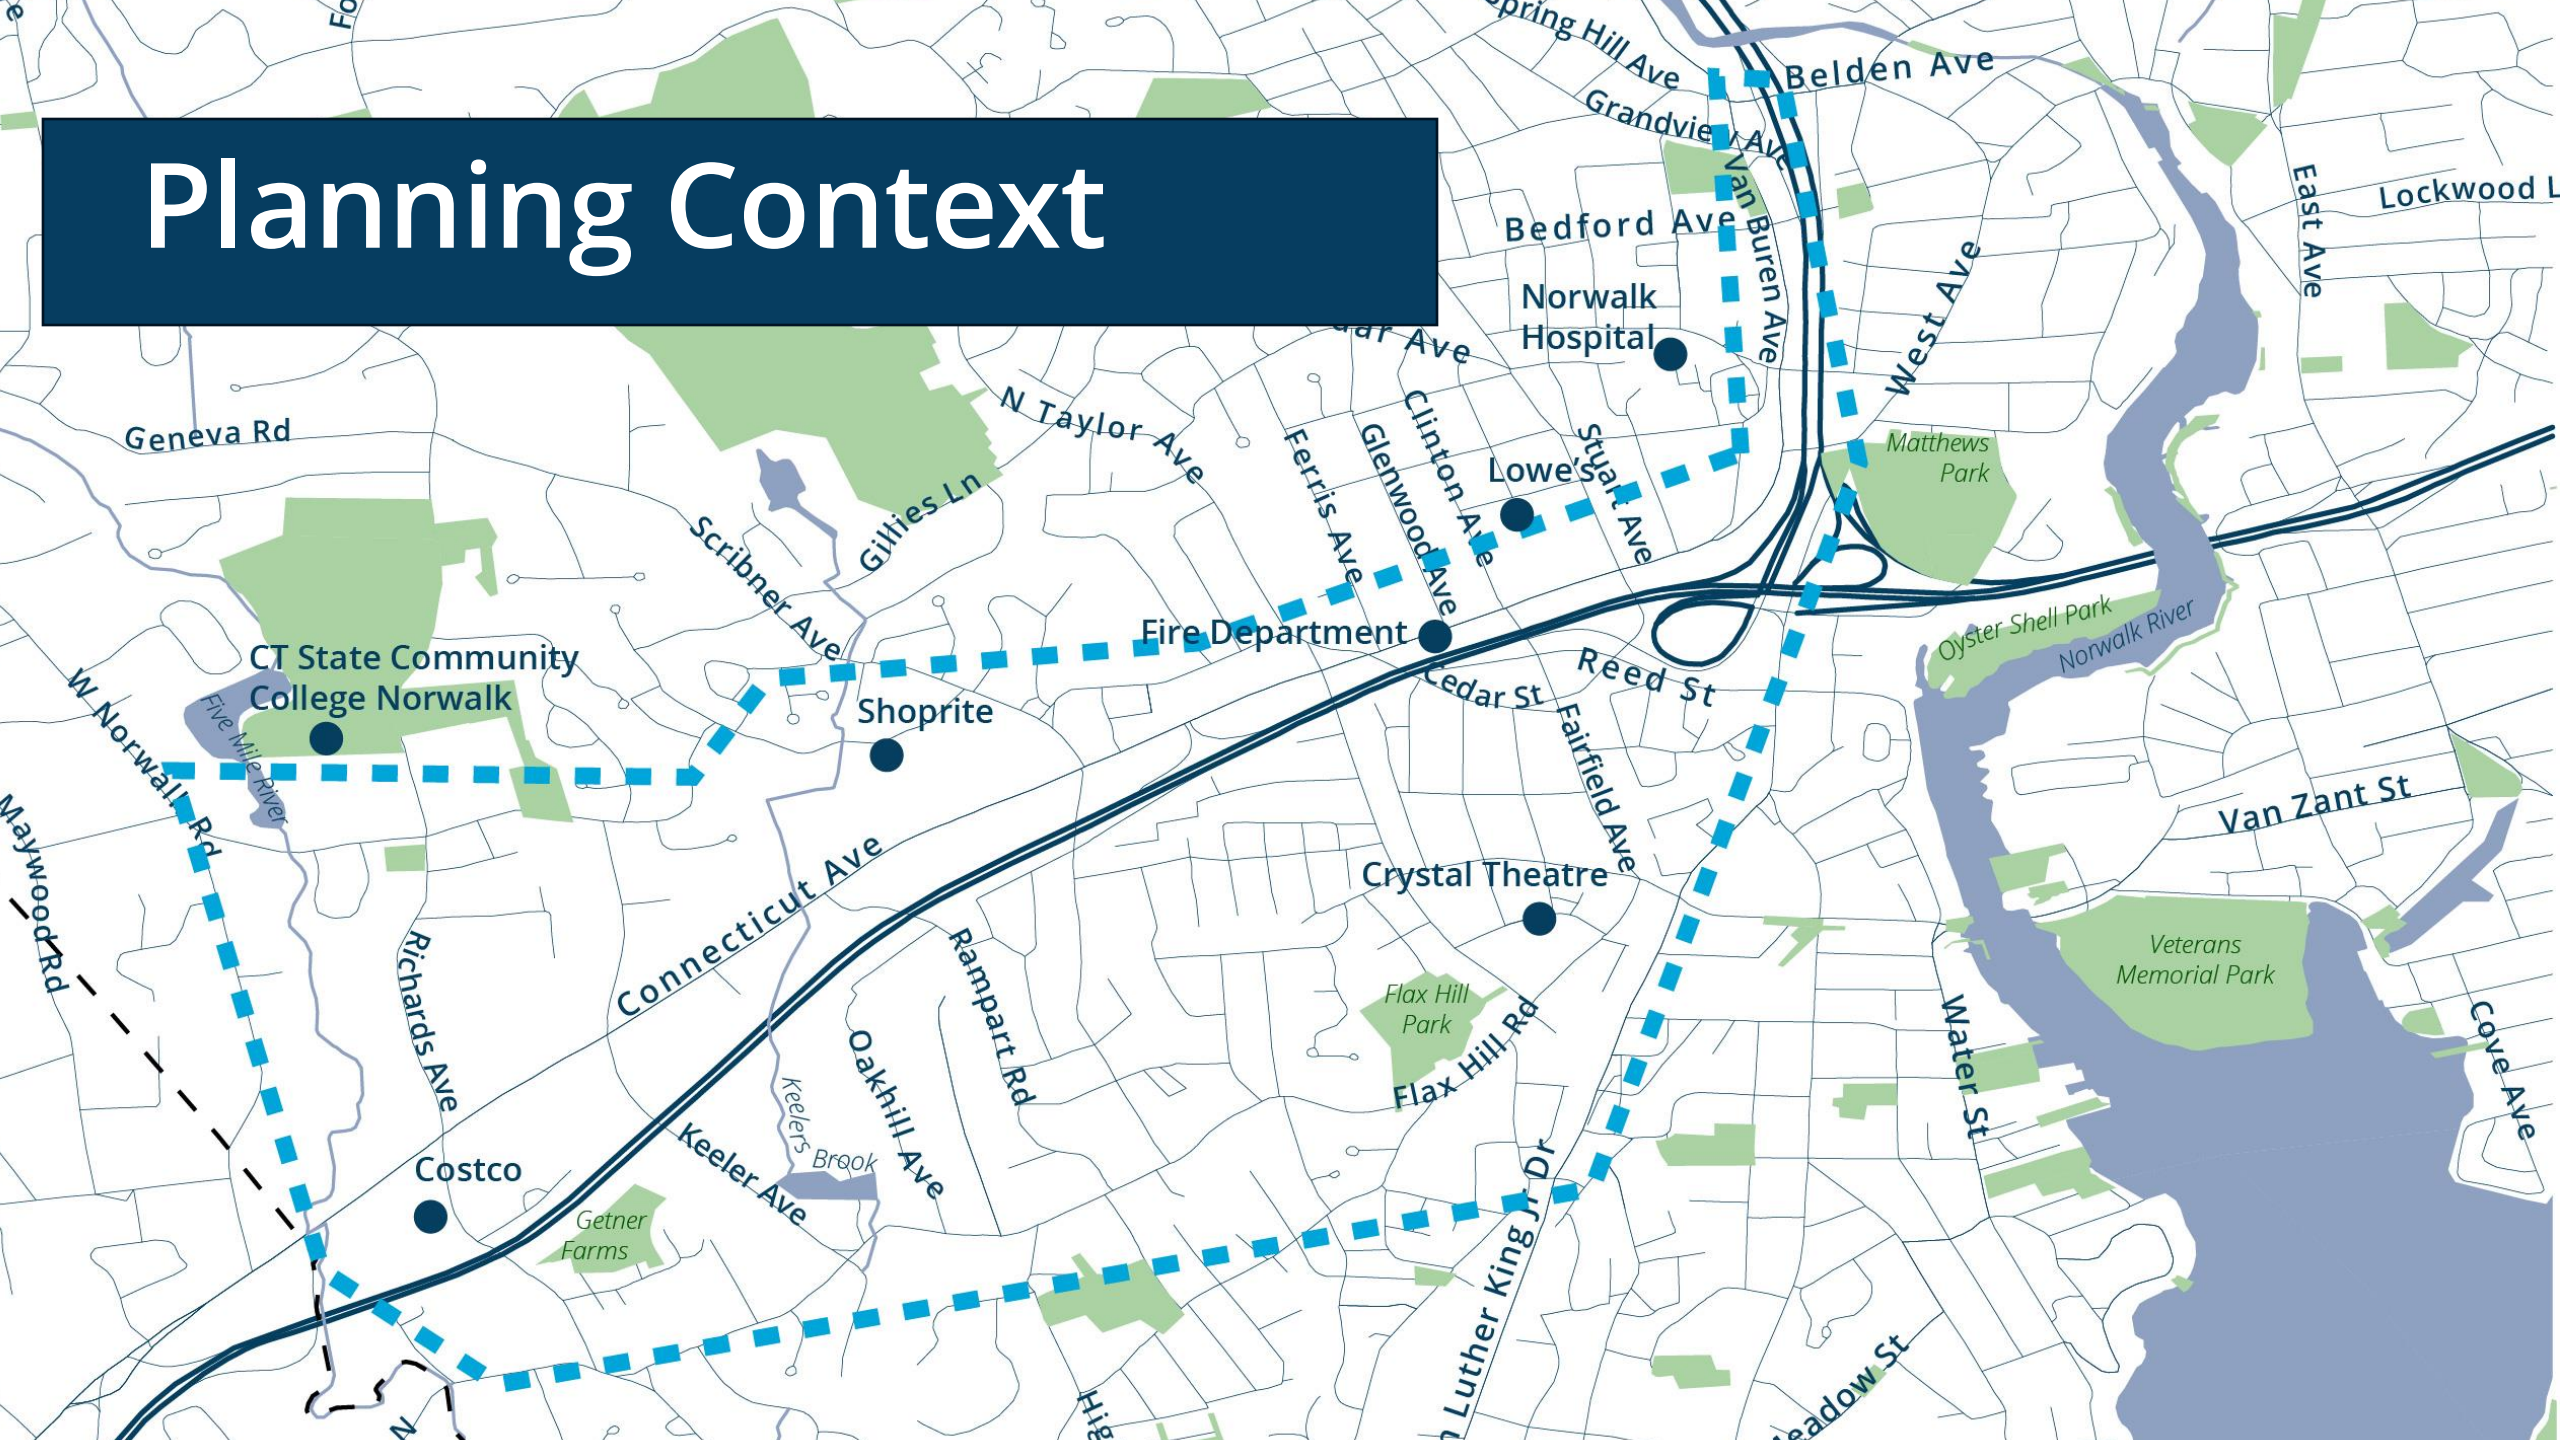 Spring Hill Ave
Belden Ave
Grandview Ave
Planning Context
Van Buren Ave
East Ave
Lockwood L
Bedford Ave
Norwalk
Hospital
West Ave
dar Ave
N Taylor Ave
Geneva Rd
Clinton Ave
Glenwood Ave
Ferris Ave
Stuart Ave
Lowe's
Matthews
Park
Gillies Ln
Scribner Ave
Fire Department
Oyster Shell Park
Norwalk River
CT State Community
College Norwalk
W Norwalk Rd
Five Mile River
Shoprite
Cedar St
Reed St
Fairfield Ave
Maywood Rd
Van Zant St
Connecticut Ave
Crystal Theatre
Richards Ave
Rampart Rd
Veterans
Memorial Park
Flax Hill
Park
Flax Hill Rd
Water St
Cove Ave
Oakhill Ave
Keelers Brook
Keeler Ave
Costco
Getner
Farms
n Luther King Jr Dr
Hig
N
eadow St